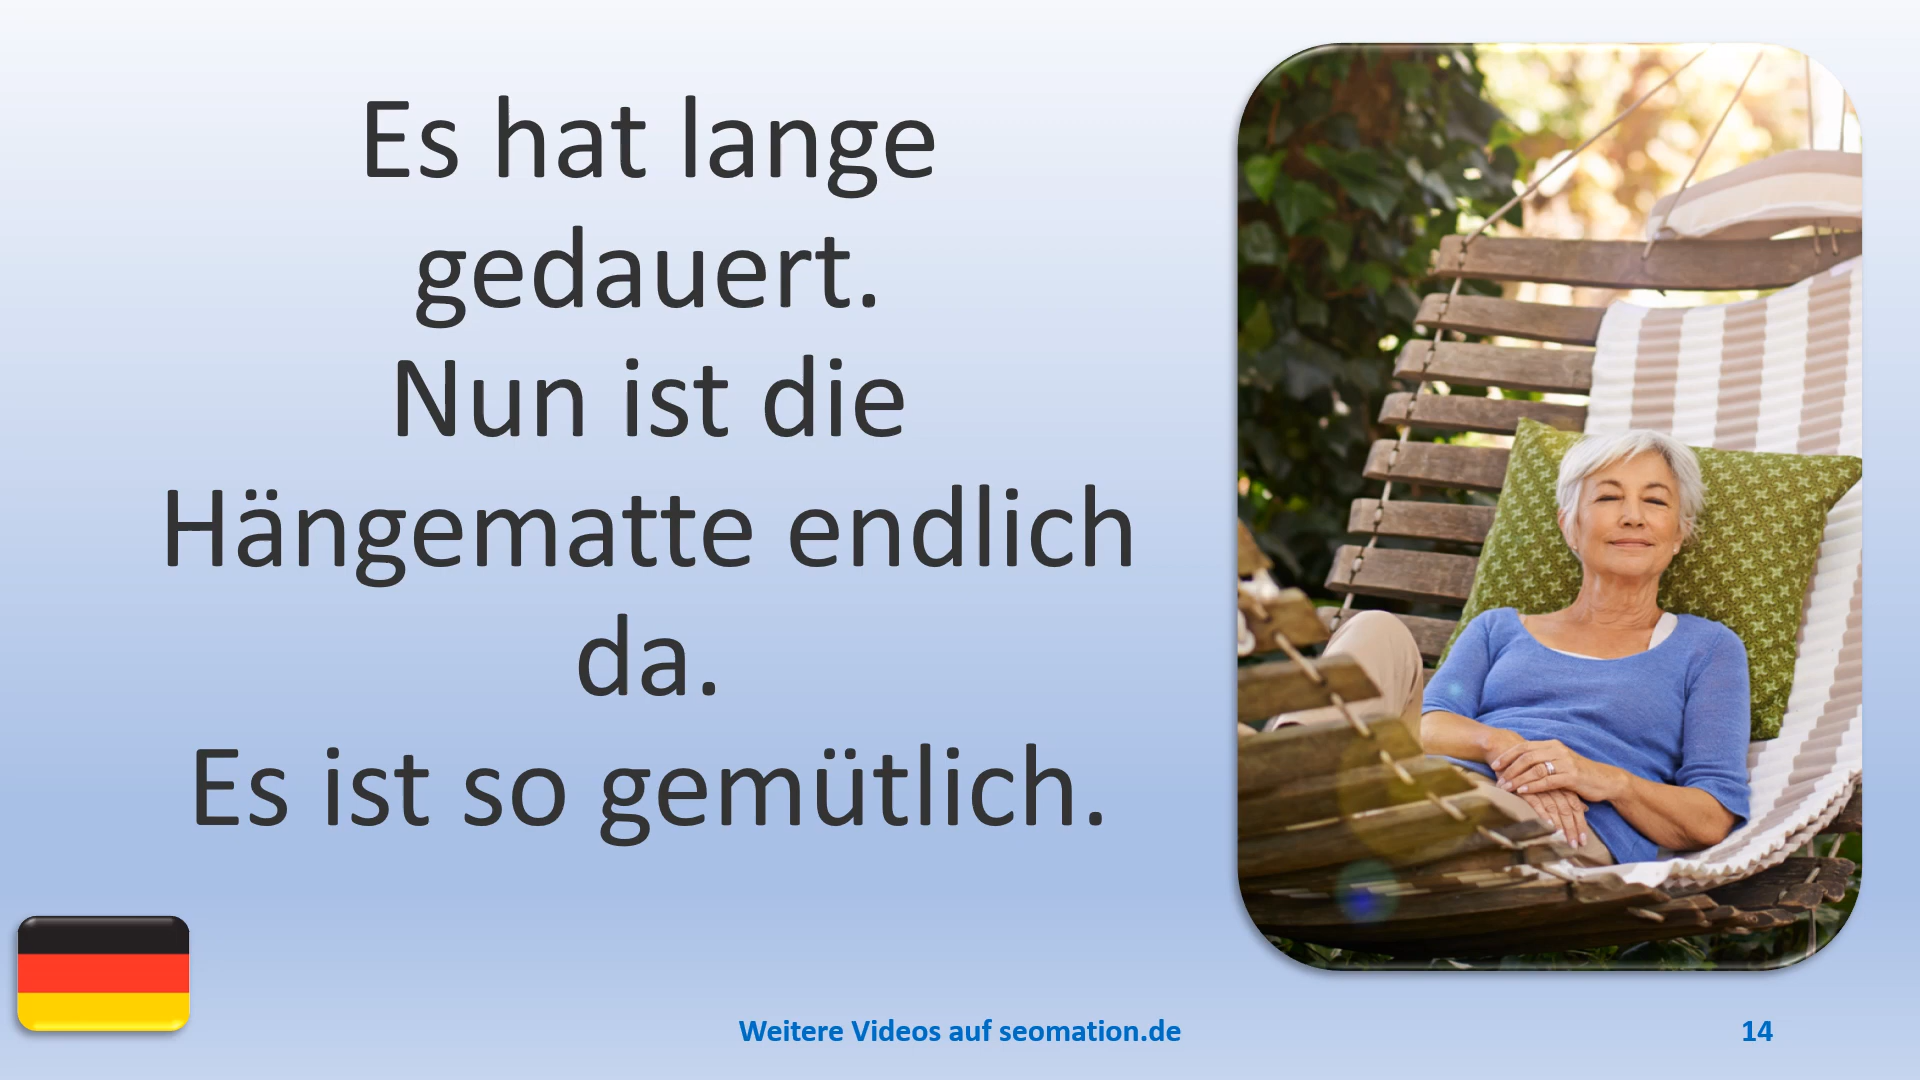 Es hat lange
gedauert.
Nun ist die
Hängematte endlich
da.
Es ist so gemütlich.
Weitere Videos auf seomation.de
14